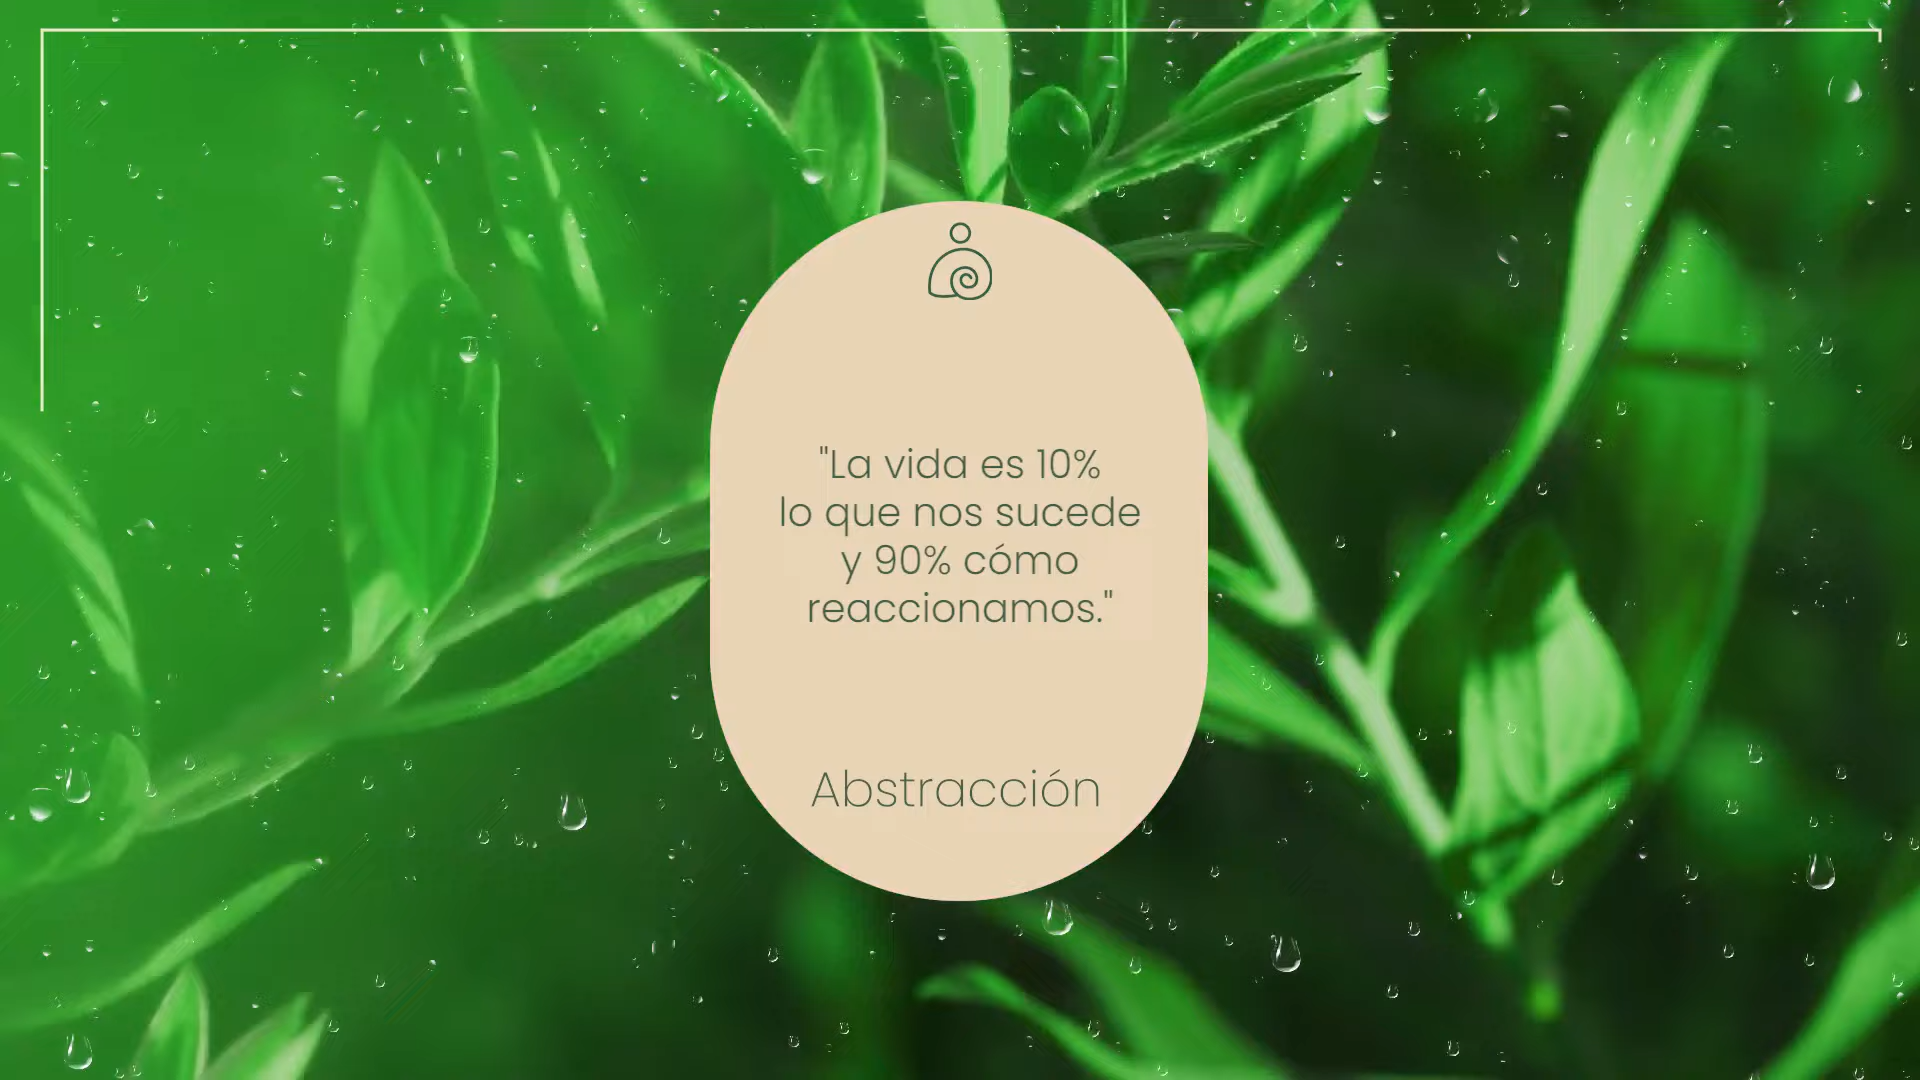 "La vida es 10%
lo que nos sucede
y 90% cómo
reaccionamos."
Abstracción